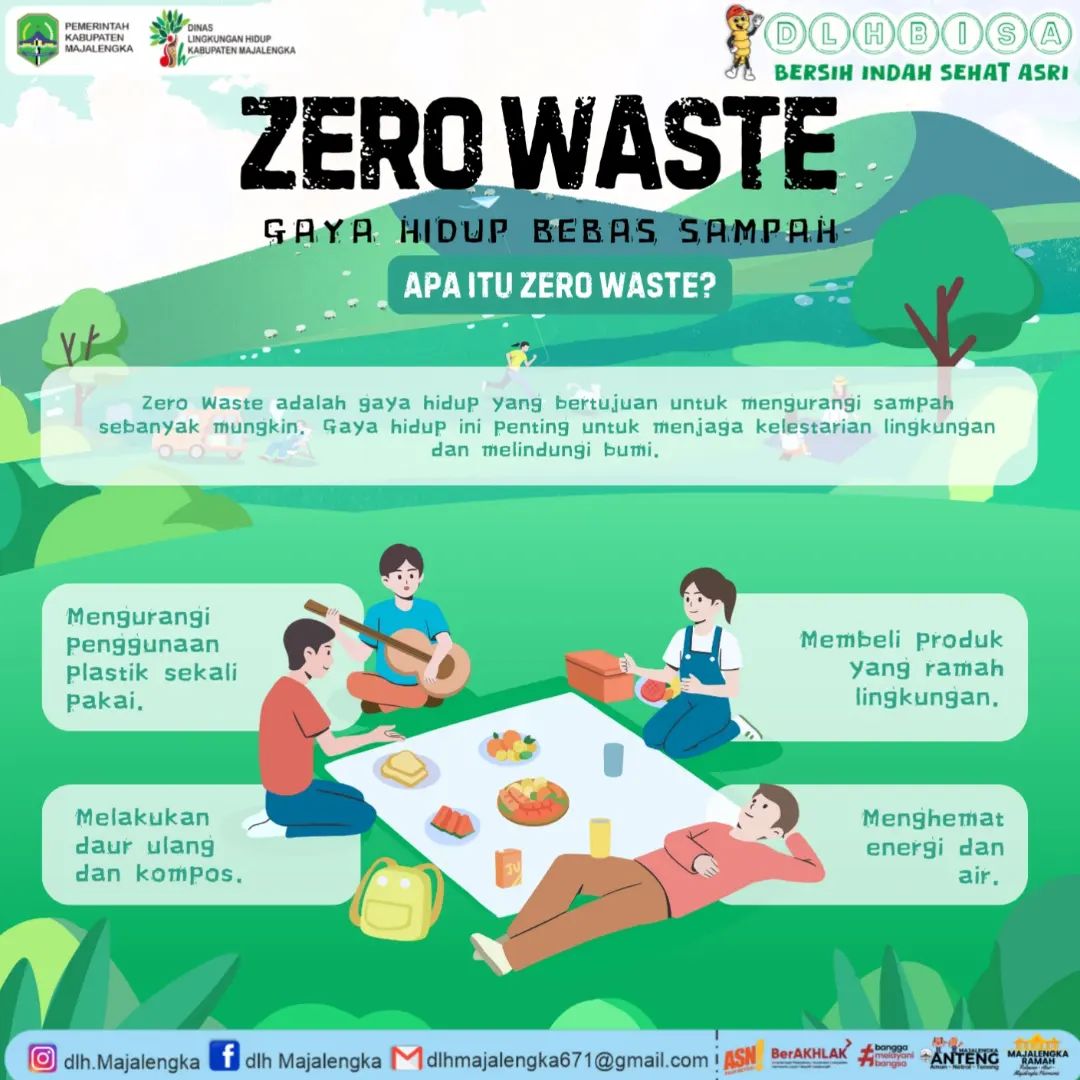 PEMERINTAH
KABUPATEN
MAJALENGKA
DINAS
LINGKUNGAN HIDUP
KABUPATEN MAJALENGKA
DLHBISA
BERSIH INDAH SEHAT ASRI
ZERO WASTE
GAYA HIDUP BEBAS SAMPAH
APA ITU ZERO WASTE?
Zero Waste adalah gaya hidup yang bertujuan untuk mengurangi sampah
sebanyak mungkin. Gaya hidup ini penting untuk menjaga kelestarian lingkungan
dan melindungi bumi.
Mengurangi
penggunaan
plastik sekali
pakai.
Membeli produk
yang ramah
lingkungan.
Melakukan
daur ulang
dan kompos.
Menghemat
energi dan
air.
JU
dlh.Majalengka
dlh Majalengka
dlhmajalengka671@gmail.com
ASN
BerAKHLAK
#bangga
melayani
bangsa
MAJALENGKA
ANTENG
Aman - Netral - Tenang
MAJALENGKA
RAMAH